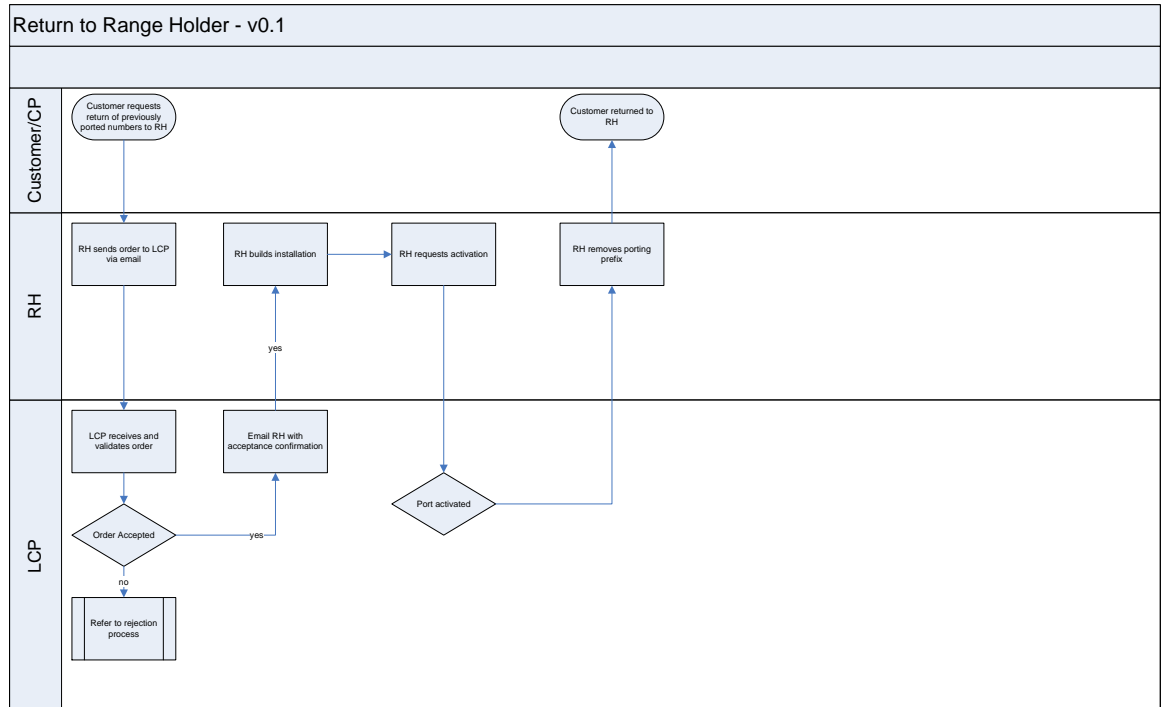 Return to Range Holder - v0.1
Customer/CP
Customer requests
return of previously
ported numbers to RH
Customer returned to
RH
RH
RH sends order to LCP
via email
RH builds installation
RH requests activation
RH removes porting
prefix
yes
LCP
LCP receives and
validates order
Email RH with
acceptance confirmation
Port activated
Order Accepted
yes
no
Refer to rejection
process